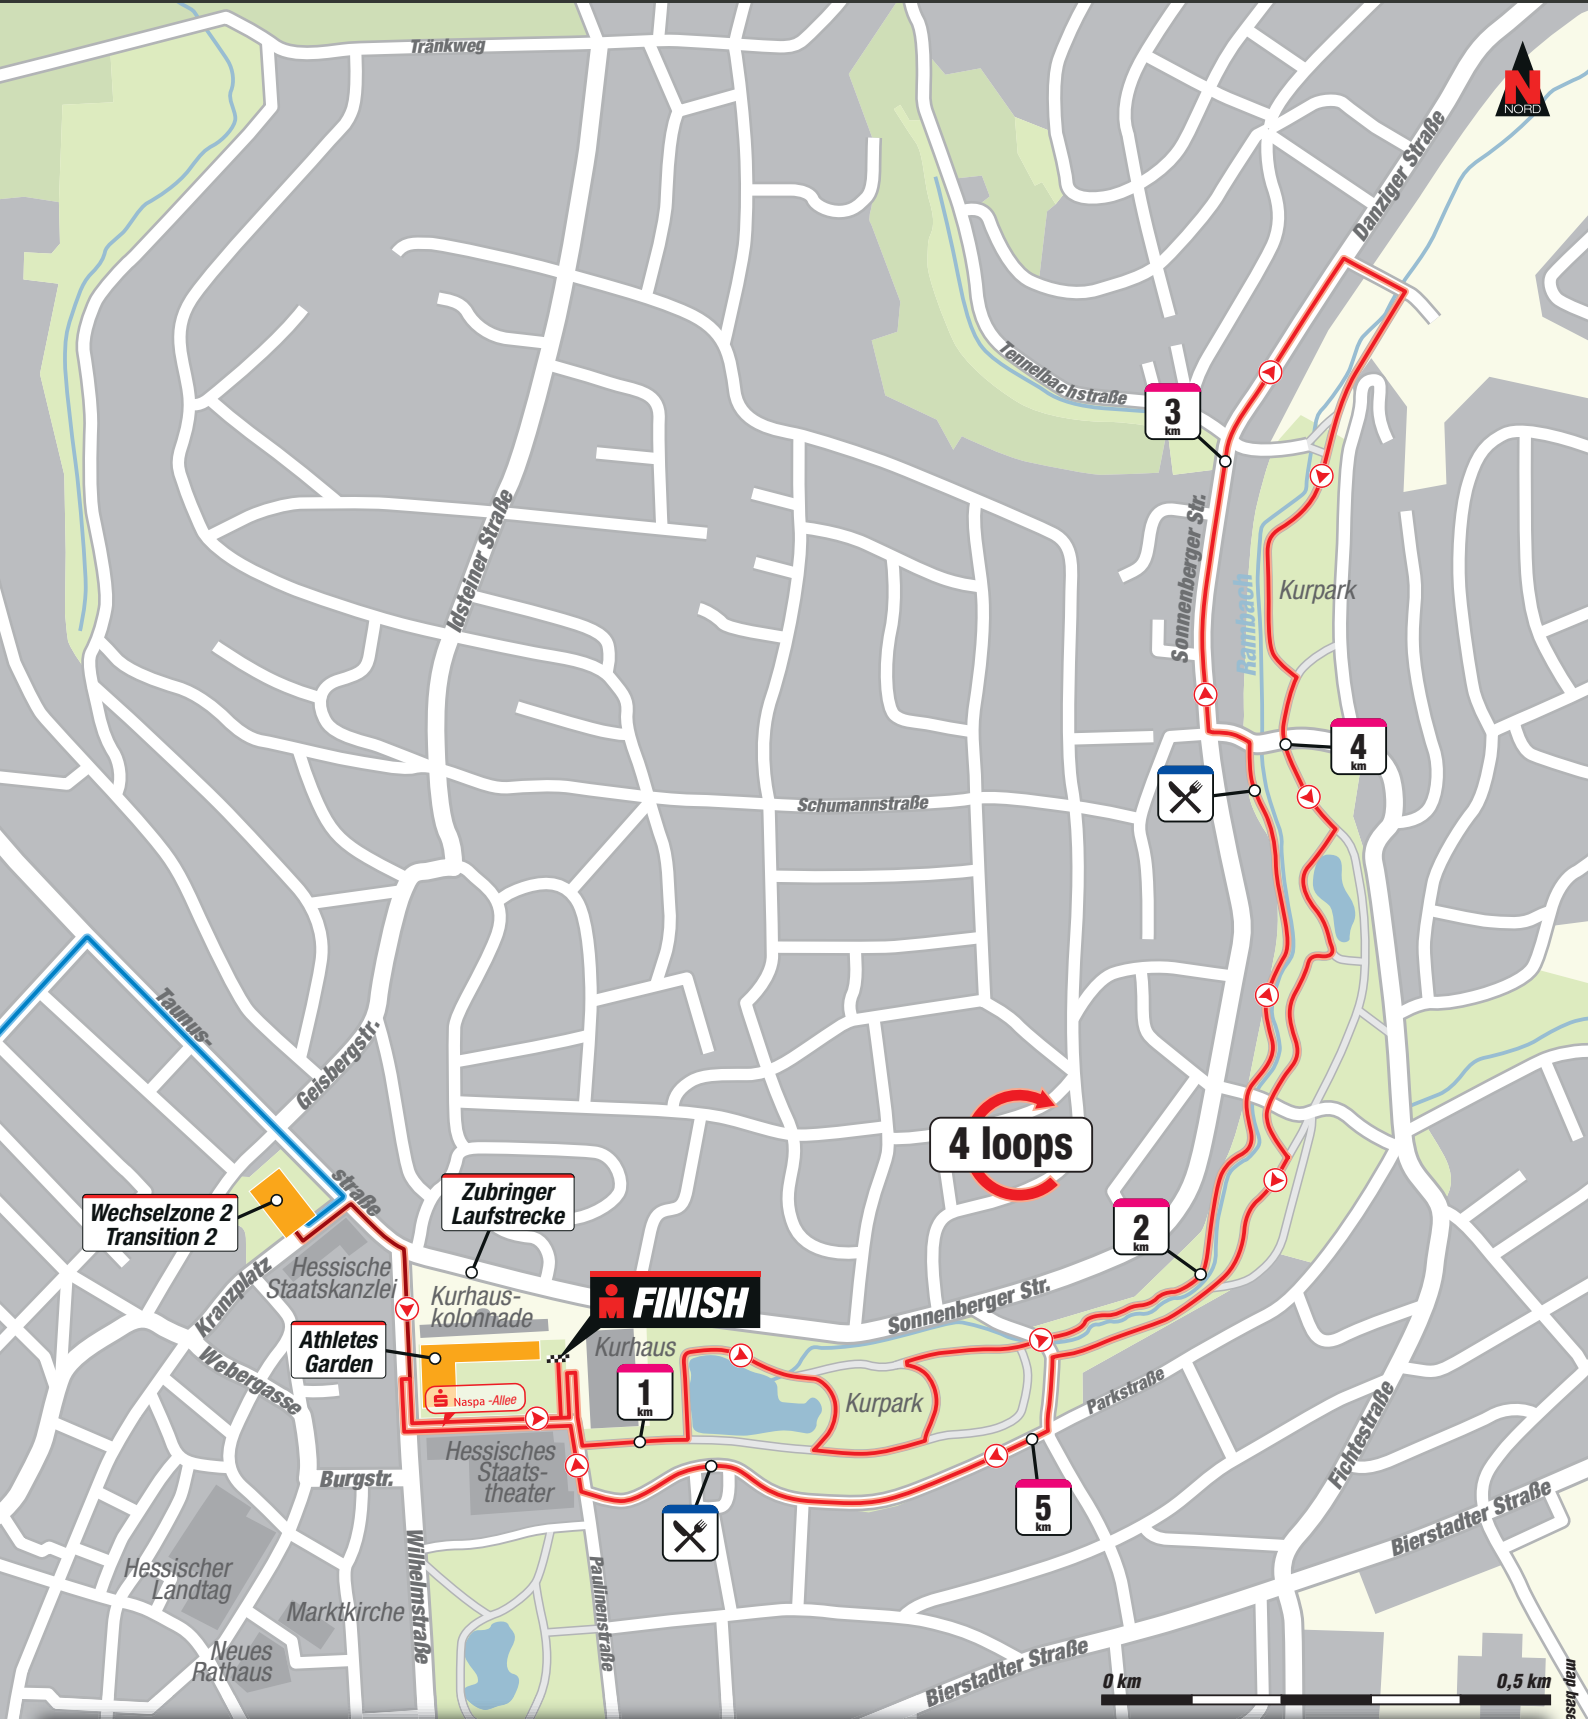 Tränkweg
N
NORD
Danziger Straße
Tennelbachstraße
3
km
Idsteiner Straße
Sonnenberger Str.
Rambach
Kurpark
4
km
Schumannstraße
Taunus-
straße
Geisbergstr.
4 loops
Wechselzone 2
Transition 2
Zubringer
Laufstrecke
2
km
Hessische
Staatskanzlei
Kranzplatz
Kurhaus-
kolonnade
FINISH
Sonnenberger Str.
Athletes
Garden
Kurhaus
Webergasse
Naspa -Allee
1
km
Kurpark
Parkstraße
Fichtestraße
Hessisches
Staats-
theater
Burgstr.
5
km
Bierstadter Straße
Wilhelmstraße
Paulinenstraße
Hessischer
Landtag
Marktkirche
Neues
Rathaus
Bierstadter Straße
0 km
0,5 km
map base